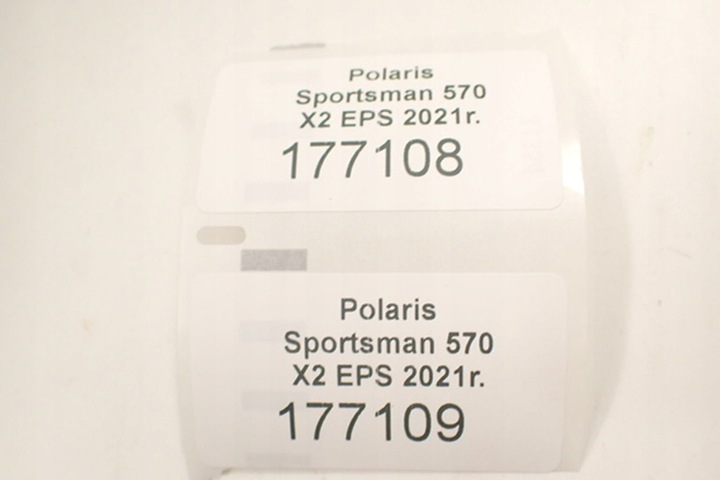 Polaris
Sportsman 570
X2 EPS 2021r.
177108
Polaris
Sportsman 570
X2 EPS 2021r.
177109